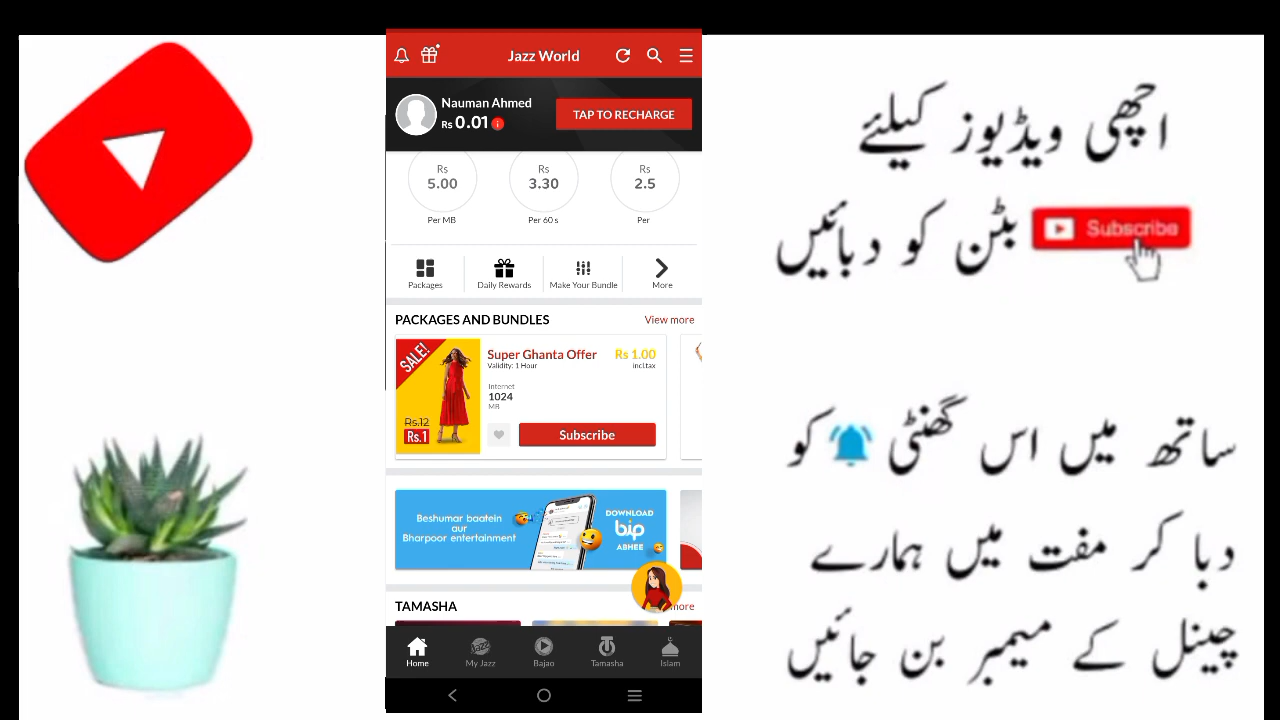 Jazz World
Nauman Ahmed
Rs 0.01
TAP TO RECHARGE
Rs
5.00
Per MB
Rs
3.30
Per 60 s
Rs
2.5
Per
Packages
Daily Rewards
Make Your Bundle
More
PACKAGES AND BUNDLES
View more
SALE!
Rs.12
Rs.1
Super Ghanta Offer
Rs 1.00
Validity: 1 Hour
incl.tax
Internet
1024
MB
Subscribe
Beshumar baatein
aur
Bharpoor entertainment
DOWNLOAD
bip
ABHEE
TAMASHA
more
Home
My Jazz
Bajao
Tamasha
Islam
اچھی ویڈیوز کیلئے
Subscribe بٹن کو دبائیں
ساتھ میں اس گھنٹی کو
دبا کر مفت میں ہمارے
چینل کے میمبر بن جائیں